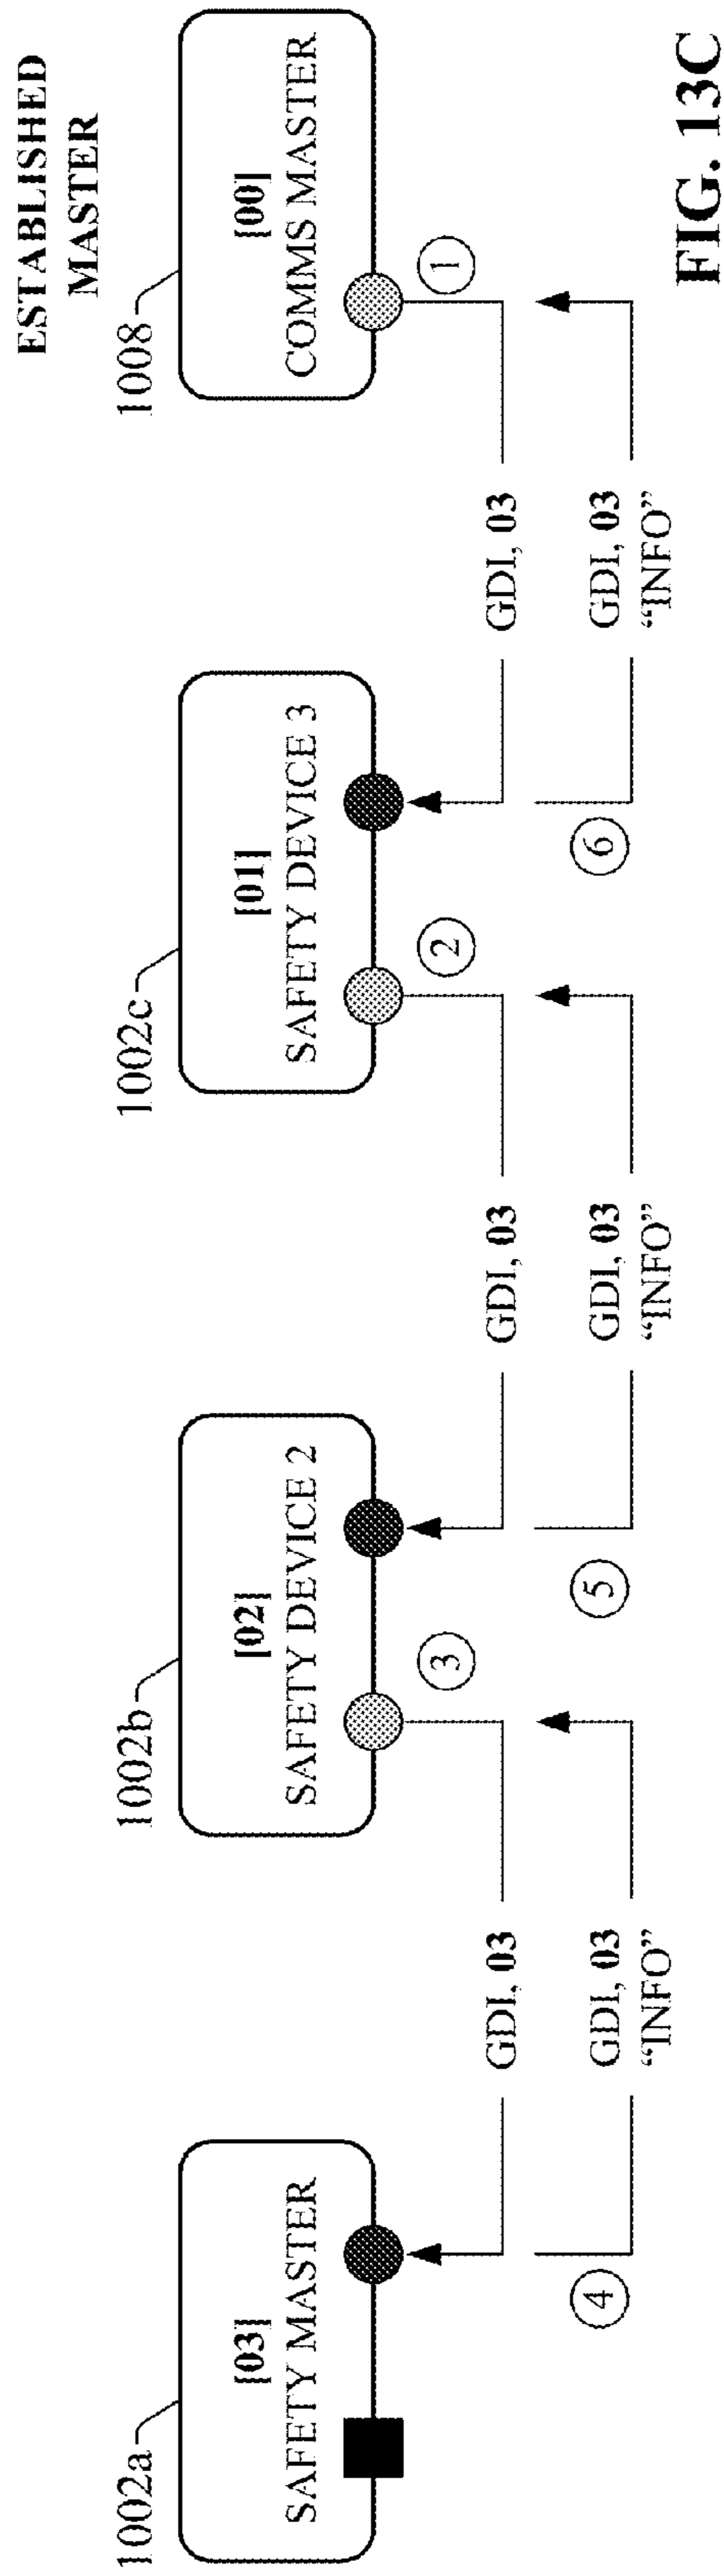 ESTABLISHED
MASTER
1002a
1002b
1002c
1008
[03]
SAFETY MASTER
[02]
SAFETY DEVICE 2
[01]
SAFETY DEVICE 3
[00]
COMMS MASTER
3
2
1
GDI, 03
GDI, 03
GDI, 03
4
5
6
GDI, 03
“INFO”
GDI, 03
“INFO”
GDI, 03
“INFO”
FIG. 13C